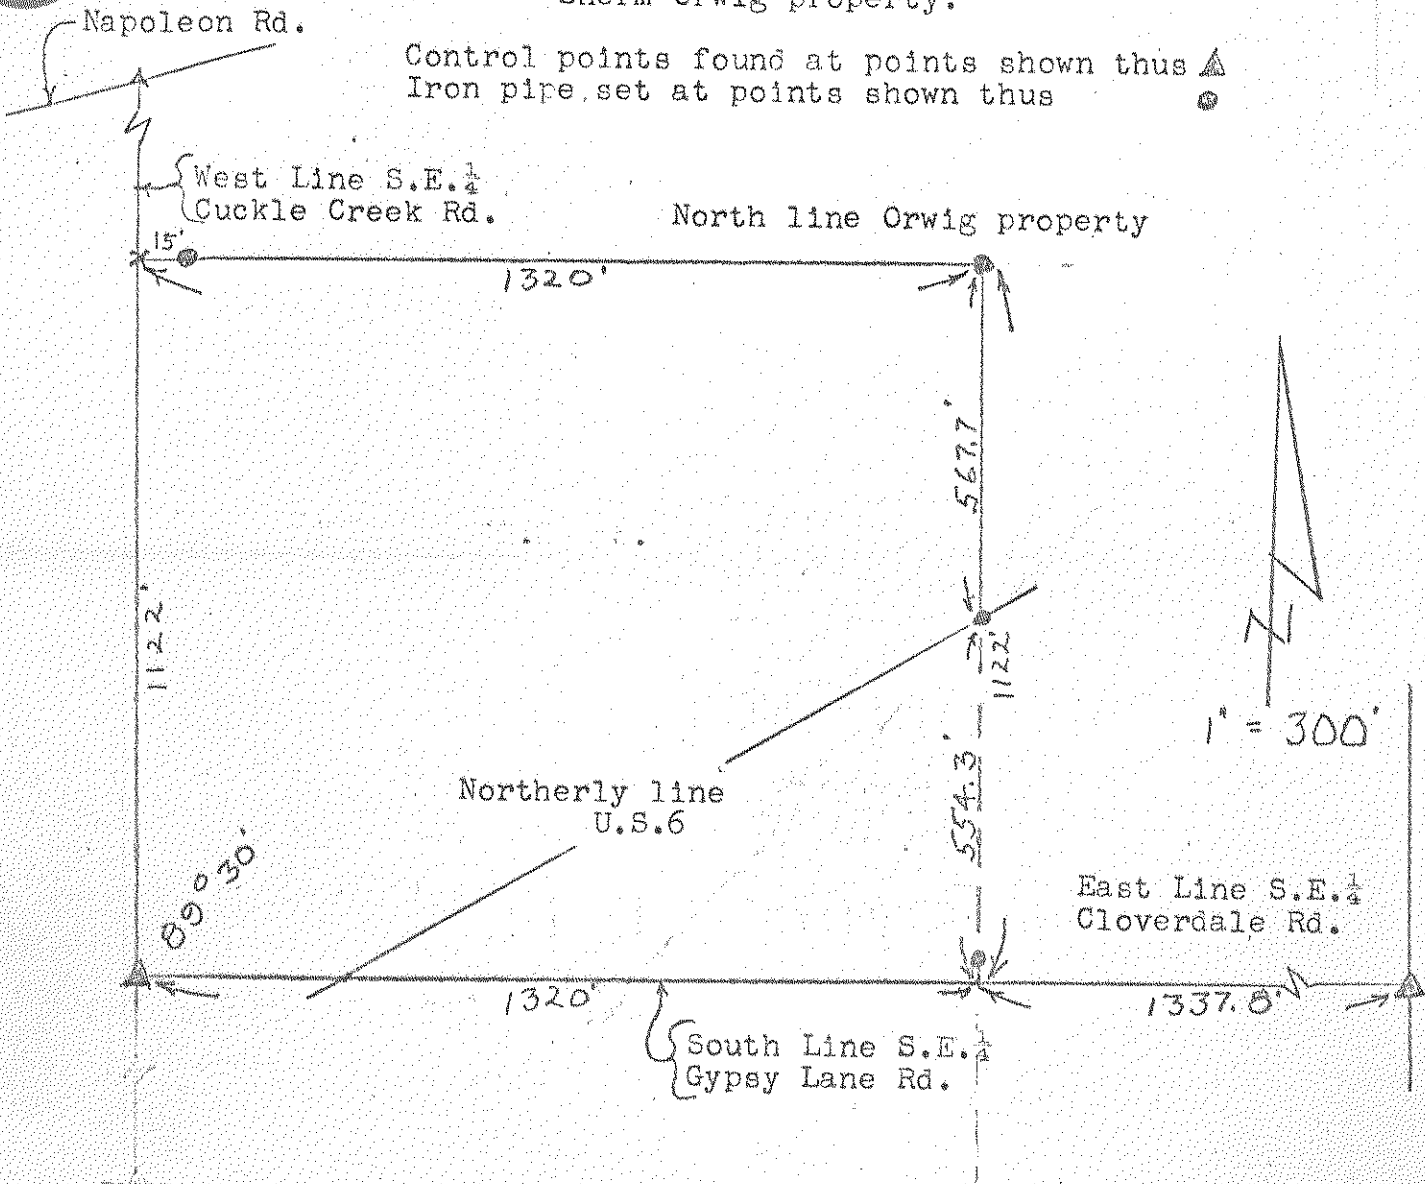 Sherm Orwig property.
Napoleon Rd.
Control points found at points shown thus
Iron pipe set at points shown thus
West Line S.E.¼
Cuckle Creek Rd.
North line Orwig property
15'
1320'
567.7'
1122'
1122'
1" = 300'
Northerly line
U.S.6
554.3'
89°30'
East Line S.E.¼
Cloverdale Rd.
1320'
1337.8'
South Line S.E.¼
Gypsy Lane Rd.